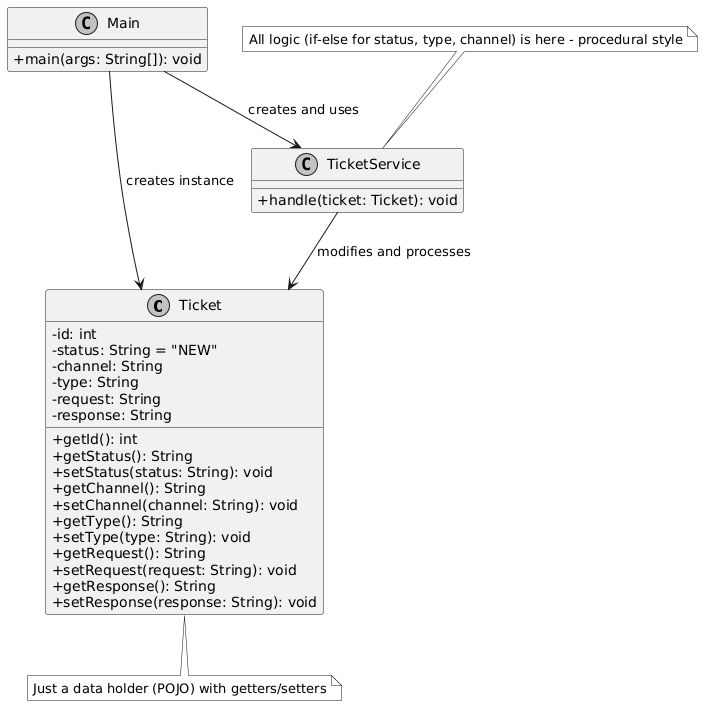 C Main
+main(args: String[]): void
All logic (if-else for status, type, channel) is here - procedural style
creates and uses
C TicketService
+handle(ticket: Ticket): void
creates instance
modifies and processes
C Ticket
-id: int
-status: String = "NEW"
-channel: String
-type: String
-request: String
-response: String
+getId(): int
+getStatus(): String
+setStatus(status: String): void
+getChannel(): String
+setChannel(channel: String): void
+getType(): String
+setType(type: String): void
+getRequest(): String
+setRequest(request: String): void
+getResponse(): String
+setResponse(response: String): void
Just a data holder (POJO) with getters/setters